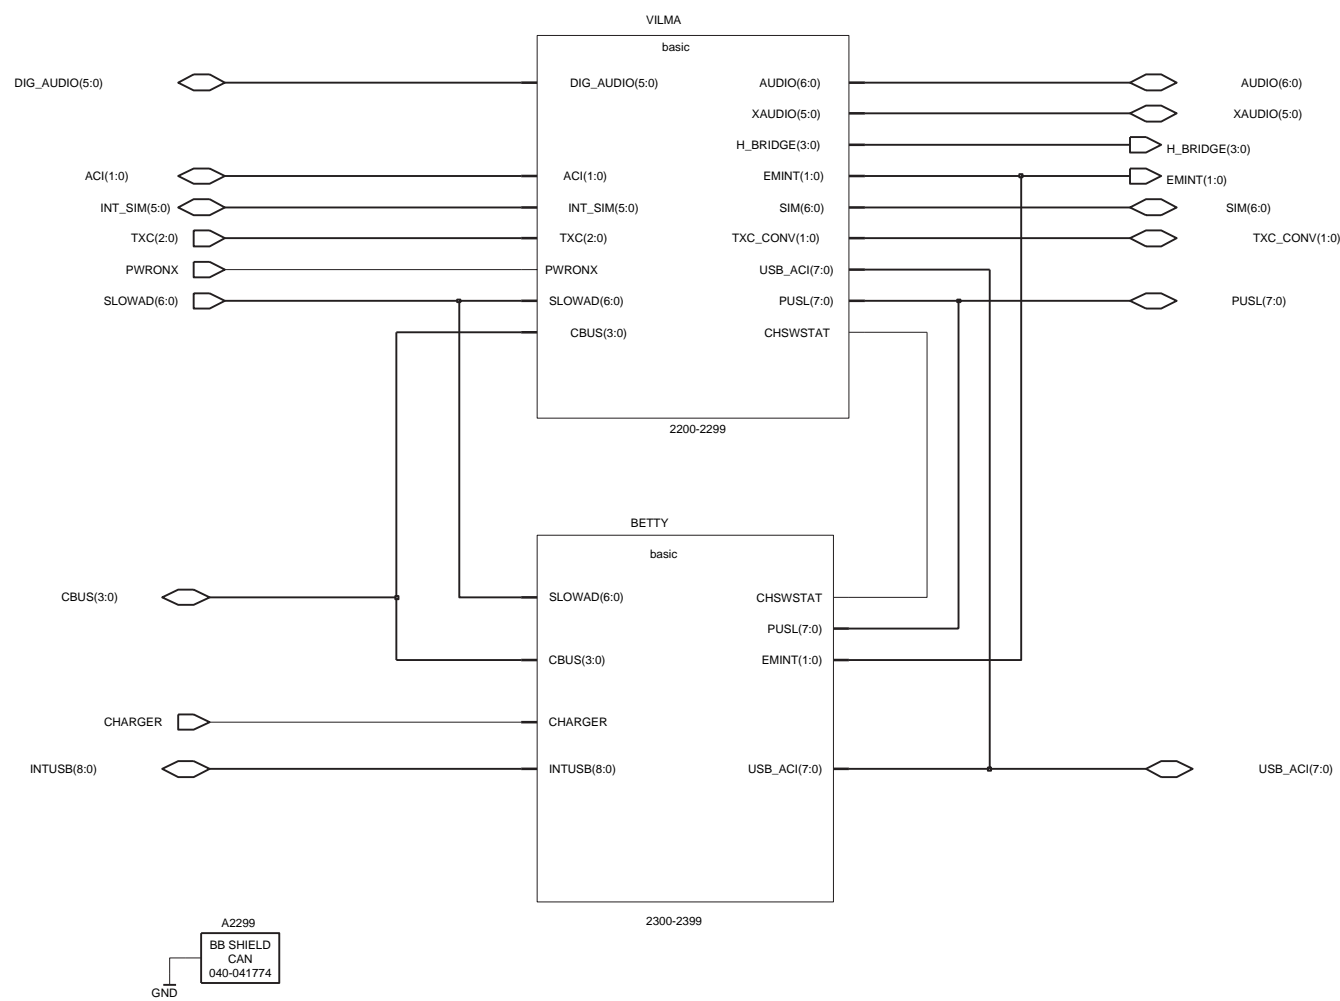 VILMA
basic
DIG_AUDIO(5:0) DIG_AUDIO(5:0) AUDIO(6:0) AUDIO(6:0)
XAUDIO(5:0) XAUDIO(5:0)
H_BRIDGE(3:0) H_BRIDGE(3:0)
ACI(1:0) ACI(1:0) EMINT(1:0) EMINT(1:0)
INT_SIM(5:0) INT_SIM(5:0) SIM(6:0) SIM(6:0)
TXC(2:0) TXC(2:0) TXC_CONV(1:0) TXC_CONV(1:0)
PWRONX PWRONX USB_ACI(7:0)
SLOWAD(6:0) SLOWAD(6:0) PUSL(7:0) PUSL(7:0)
CBUS(3:0) CHSWSTAT
2200-2299
BETTY
basic
CBUS(3:0) SLOWAD(6:0) CHSWSTAT
PUSL(7:0)
CBUS(3:0) EMINT(1:0)
CHARGER CHARGER
INTUSB(8:0) INTUSB(8:0) USB_ACI(7:0) USB_ACI(7:0)
2300-2399
A2299
BB SHIELD
CAN
040-041774
GND